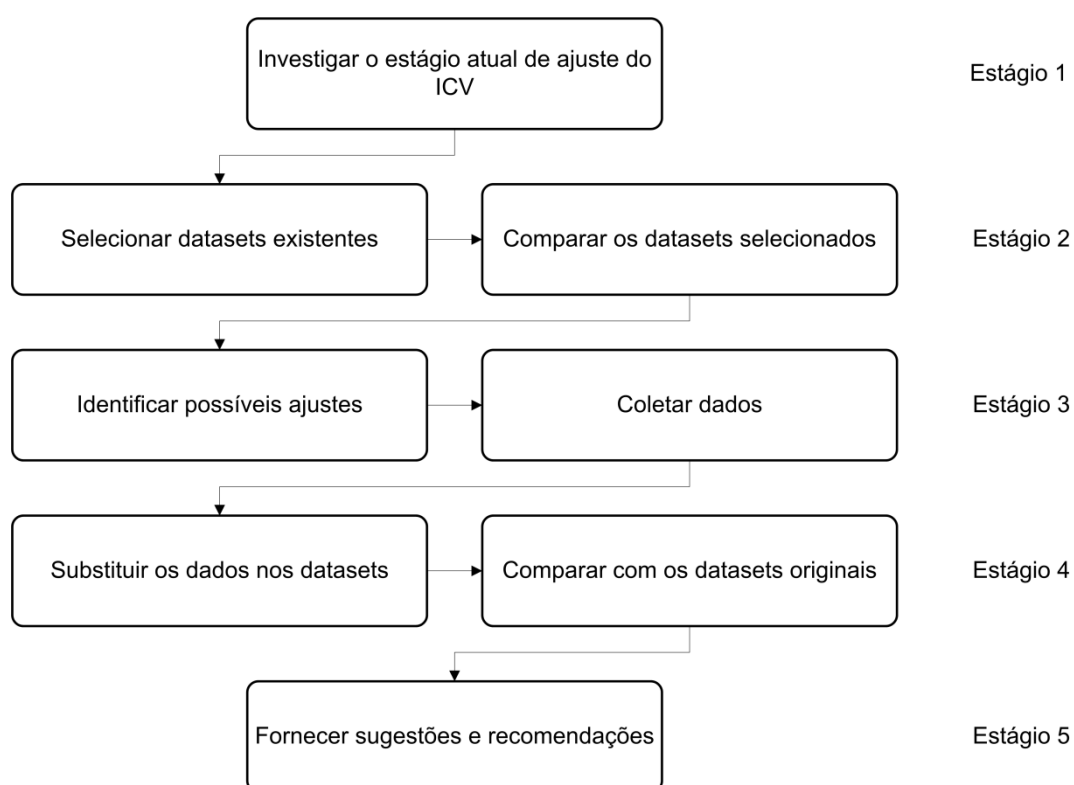 Investigar o estágio atual de ajuste do
ICV
Estágio 1
Selecionar datasets existentes
Comparar os datasets selecionados
Estágio 2
Identificar possíveis ajustes
Coletar dados
Estágio 3
Substituir os dados nos datasets
Comparar com os datasets originais
Estágio 4
Fornecer sugestões e recomendações
Estágio 5